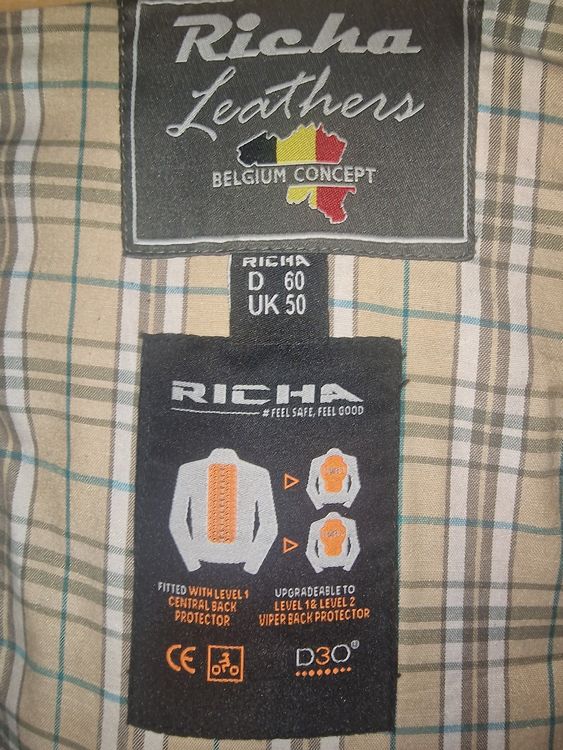 Richa
Leathers
BELGIUM CONCEPT
RICHA
D 60
UK 50
RICHA
# FEEL SAFE, FEEL GOOD
FITTED WITH LEVEL 1
CENTRAL BACK
PROTECTOR
UPGRADEABLE TO
LEVEL 1 & LEVEL 2
VIPER BACK PROTECTOR
CE
D3O